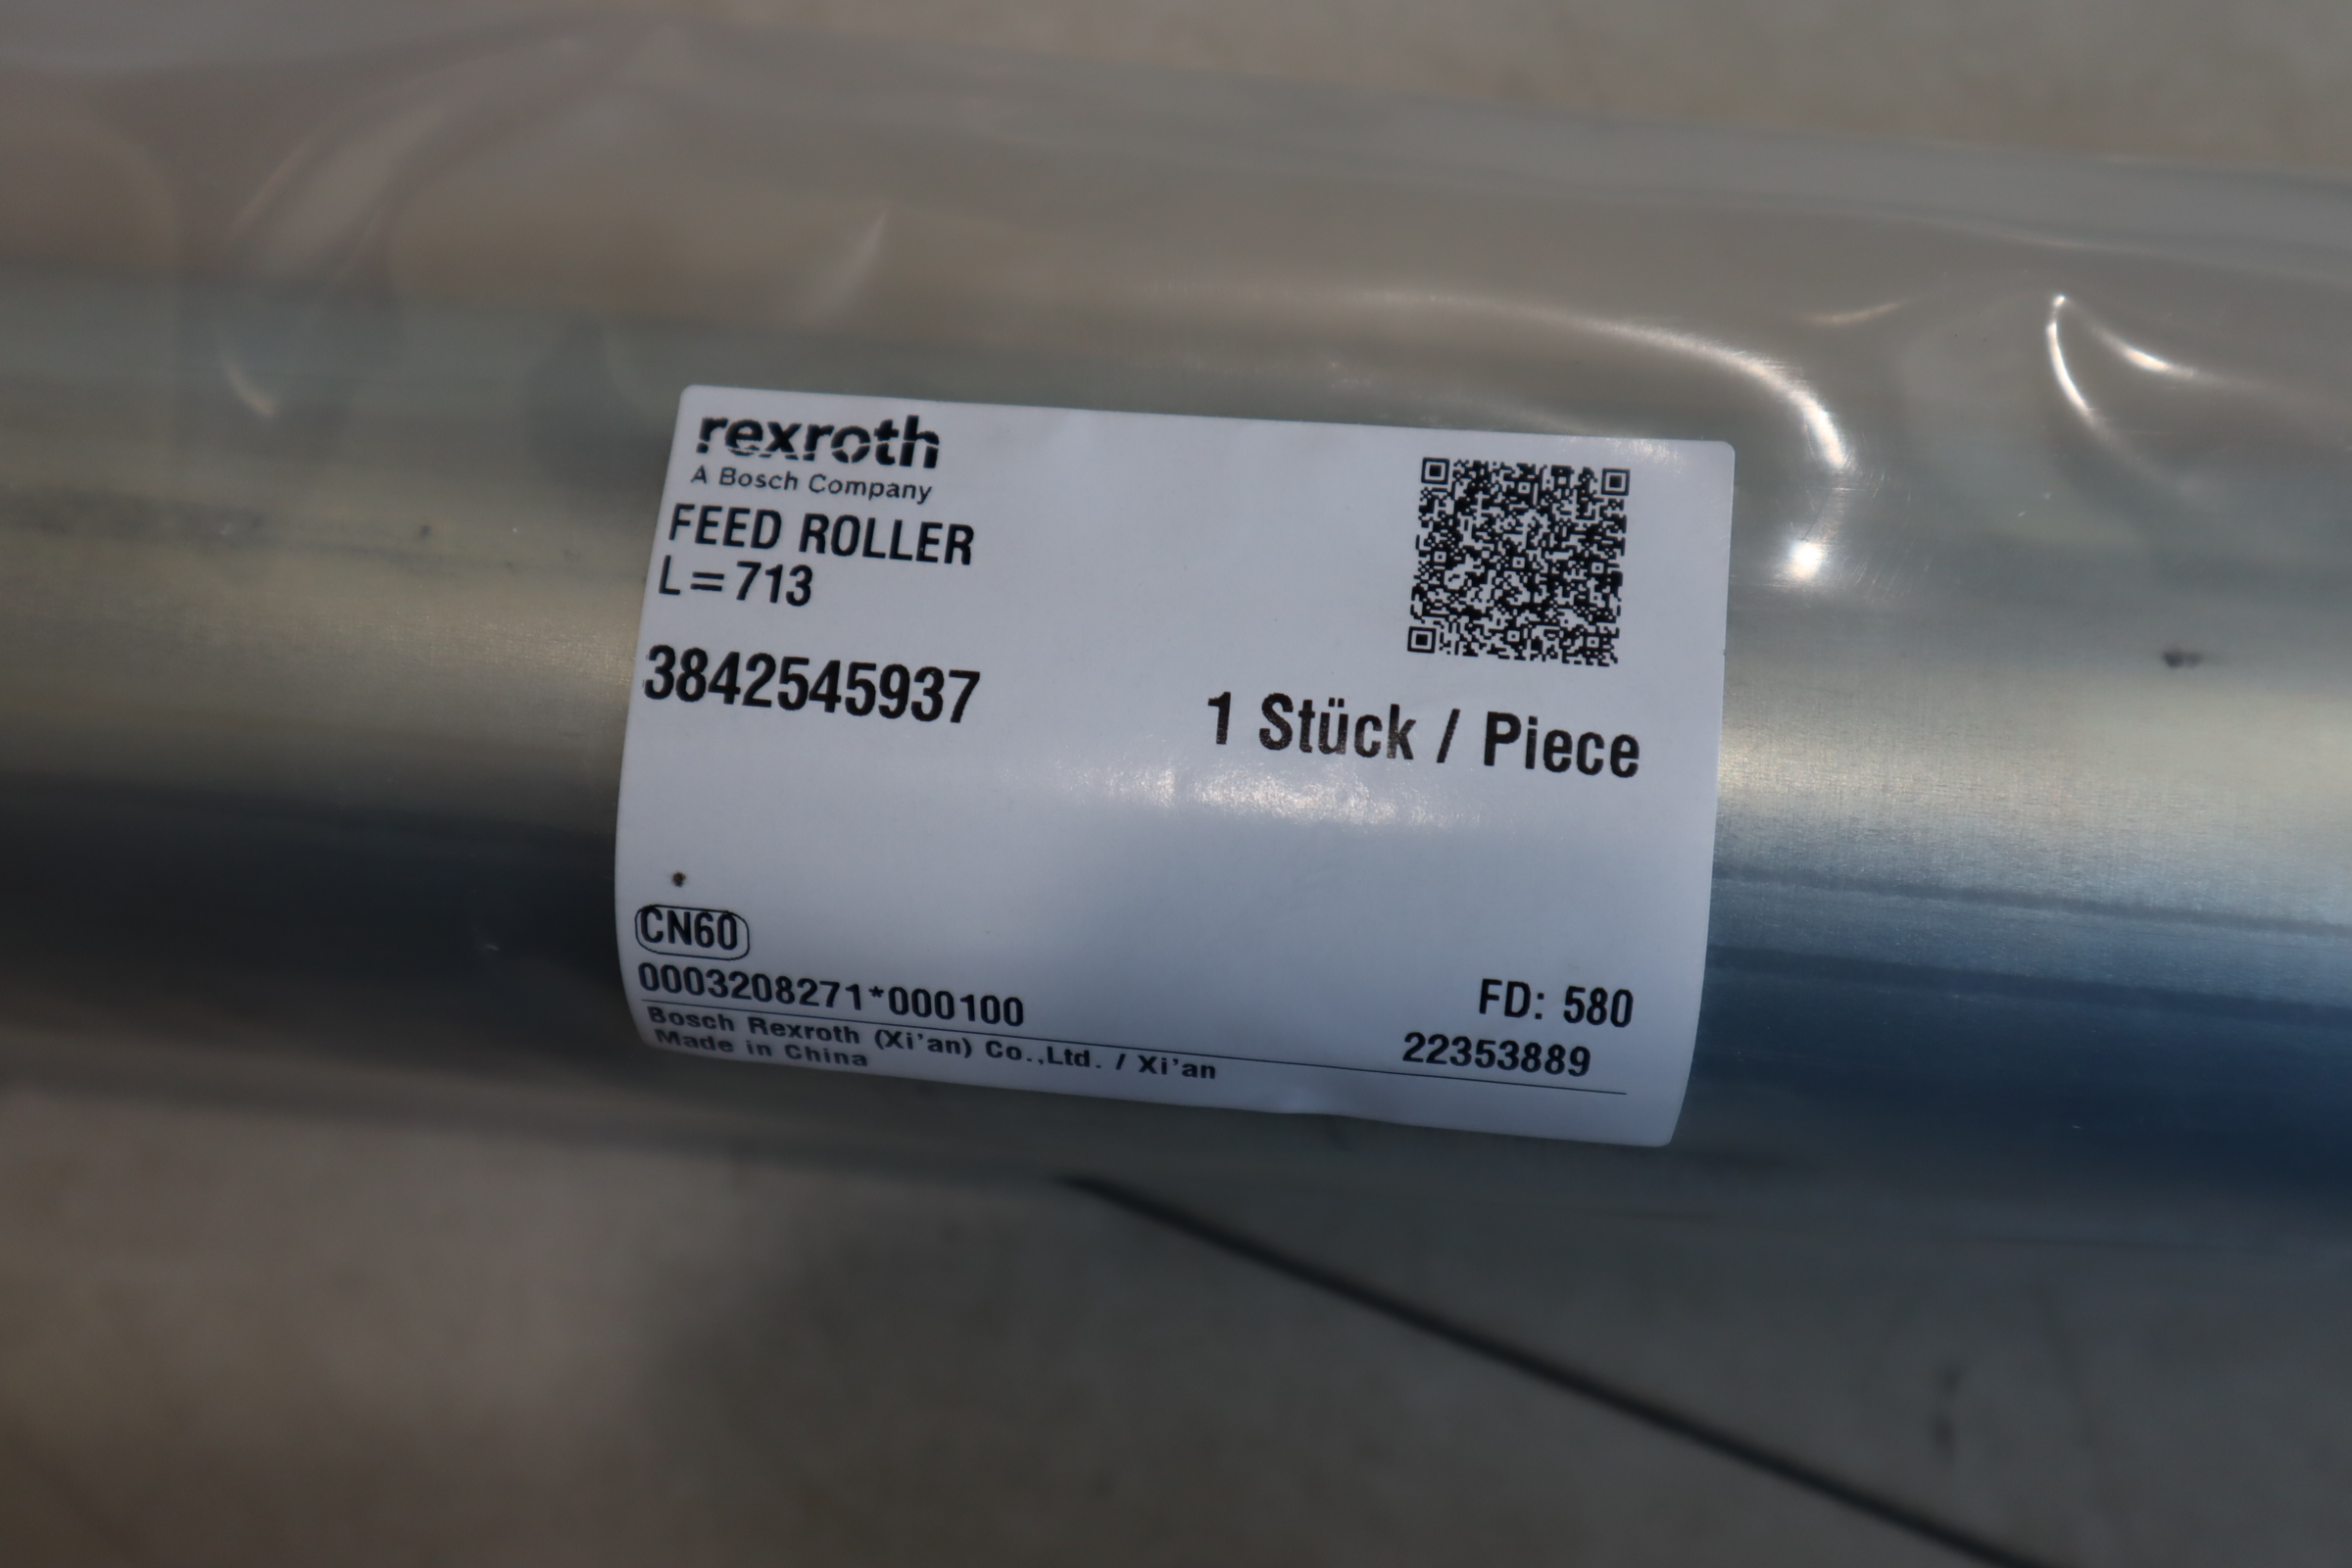 rexroth
A Bosch Company
FEED ROLLER
L=713
3842545937
1 Stück / Piece
CN60
0003208271*000100
FD: 580
22353889
Bosch Rexroth (Xi'an) Co.,Ltd. / Xi'an
Made in China